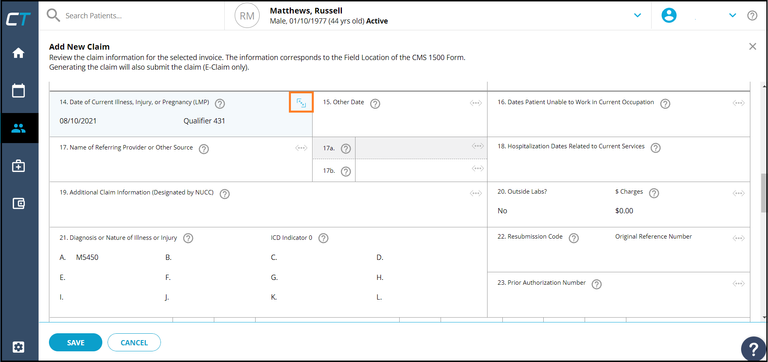 CT
Search Patients...
RM
Matthews, Russell
Male, 01/10/1977 (44 yrs old) Active
Add New Claim
Review the claim information for the selected invoice. The information corresponds to the Field Location of the CMS 1500 Form.
Generating the claim will also submit the claim (E-Claim only).
14. Date of Current Illness, Injury, or Pregnancy (LMP) ?
15. Other Date ?
16. Dates Patient Unable to Work in Current Occupation ?
08/10/2021 Qualifier 431
17. Name of Referring Provider or Other Source ?
17a. ?
18. Hospitalization Dates Related to Current Services ?
17b. ?
19. Additional Claim Information (Designated by NUCC) ?
20. Outside Labs? $ Charges ?
No $0.00
21. Diagnosis or Nature of Illness or Injury ? ICD Indicator 0 ?
22. Resubmission Code ? Original Reference Number
A. M5450 B. C. D.
E. F. G. H.
23. Prior Authorization Number ?
I. J. K. L.
SAVE CANCEL
?